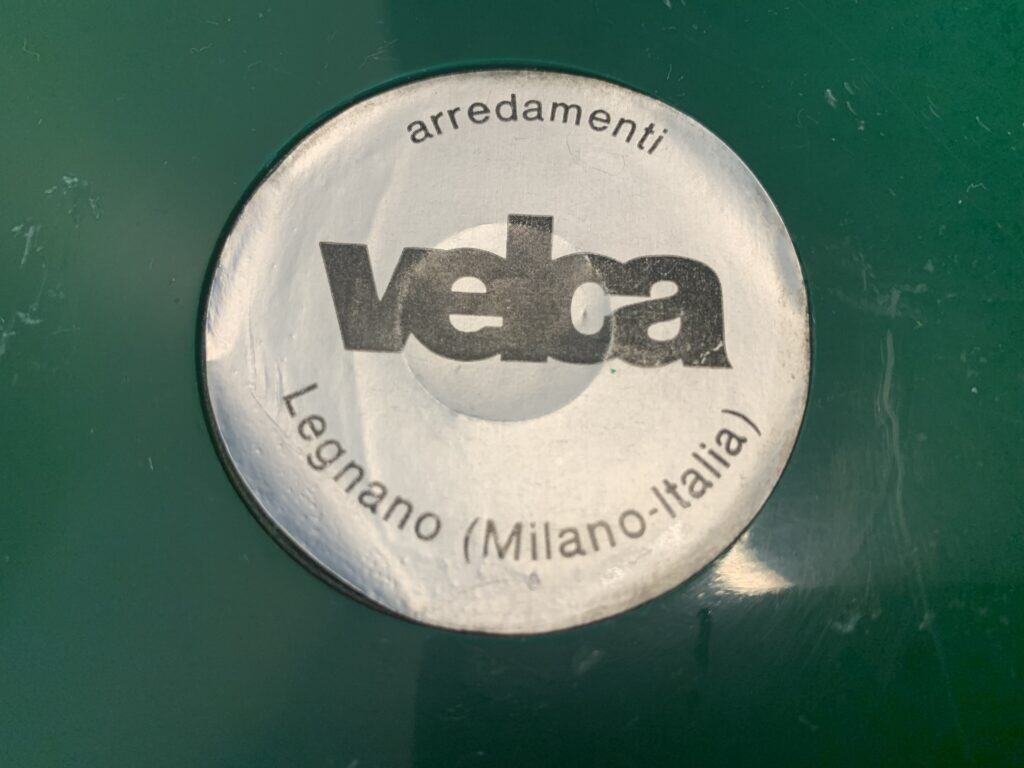 arredamenti
velca
Legnano (Milano-Italia)